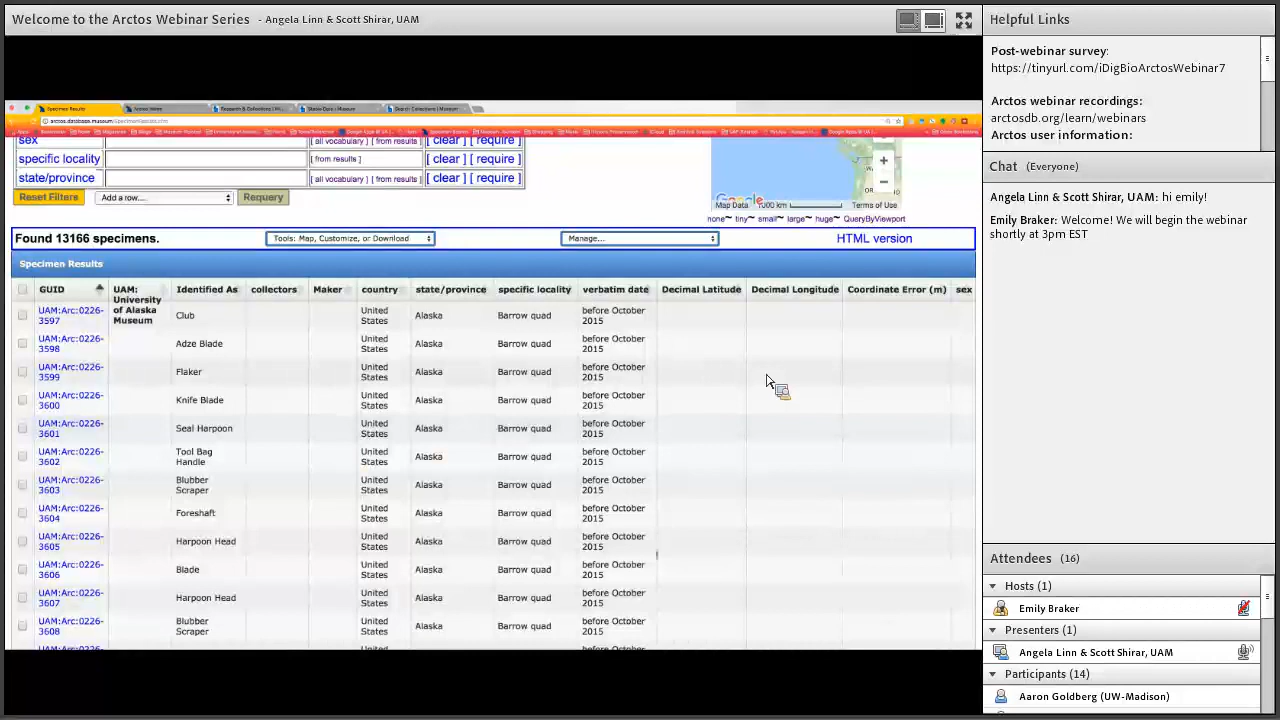 Welcome to the Arctos Webinar Series - Angela Linn & Scott Shirar, UAM
Specimen Results
arctos.database.museum/SpecimenResults.cfm
sex [ all vocabulary ] [ from results ] [ clear ] [ require ]
specific locality [ from results ] [ clear ] [ require ]
state/province [ all vocabulary ] [ from results ] [ clear ] [ require ]
Reset Filters Add a row.... Requery
+
−
Google Map Data 1000 km Terms of Use
none~ tiny~ small~ large~ huge~ QueryByViewport
Found 13166 specimens. Tools: Map, Customize, or Download Manage... HTML version
Specimen Results
GUID UAM: University of Alaska Museum Identified As collectors Maker country state/province specific locality verbatim date Decimal Latitude Decimal Longitude Coordinate Error (m) sex
UAM:Arc:0226-3597 Club United States Alaska Barrow quad before October 2015
UAM:Arc:0226-3598 Adze Blade United States Alaska Barrow quad before October 2015
UAM:Arc:0226-3599 Flaker United States Alaska Barrow quad before October 2015
UAM:Arc:0226-3600 Knife Blade United States Alaska Barrow quad before October 2015
UAM:Arc:0226-3601 Seal Harpoon United States Alaska Barrow quad before October 2015
UAM:Arc:0226-3602 Tool Bag Handle United States Alaska Barrow quad before October 2015
UAM:Arc:0226-3603 Blubber Scraper United States Alaska Barrow quad before October 2015
UAM:Arc:0226-3604 Foreshaft United States Alaska Barrow quad before October 2015
UAM:Arc:0226-3605 Harpoon Head United States Alaska Barrow quad before October 2015
UAM:Arc:0226-3606 Blade United States Alaska Barrow quad before October 2015
UAM:Arc:0226-3607 Harpoon Head United States Alaska Barrow quad before October 2015
UAM:Arc:0226-3608 Blubber Scraper United States Alaska Barrow quad before October 2015
Helpful Links
Post-webinar survey:
https://tinyurl.com/iDigBioArctosWebinar7
Arctos webinar recordings:
arctosdb.org/learn/webinars
Arctos user information:
Chat (Everyone)
Angela Linn & Scott Shirar, UAM: hi emily!
Emily Braker: Welcome! We will begin the webinar
shortly at 3pm EST
Attendees (16)
Hosts (1)
Emily Braker
Presenters (1)
Angela Linn & Scott Shirar, UAM
Participants (14)
Aaron Goldberg (UW-Madison)